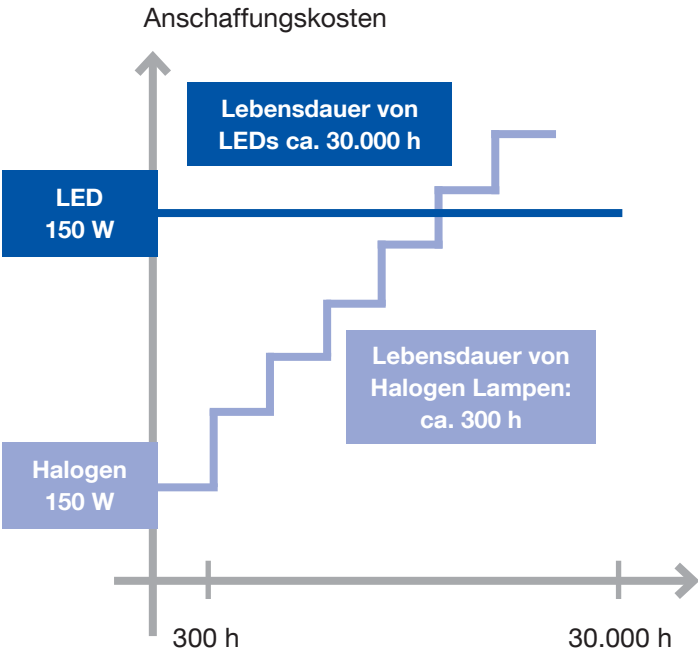 Anschaffungskosten
Lebensdauer von
LEDs ca. 30.000 h
LED
150 W
Lebensdauer von
Halogen Lampen:
ca. 300 h
Halogen
150 W
300 h
30.000 h